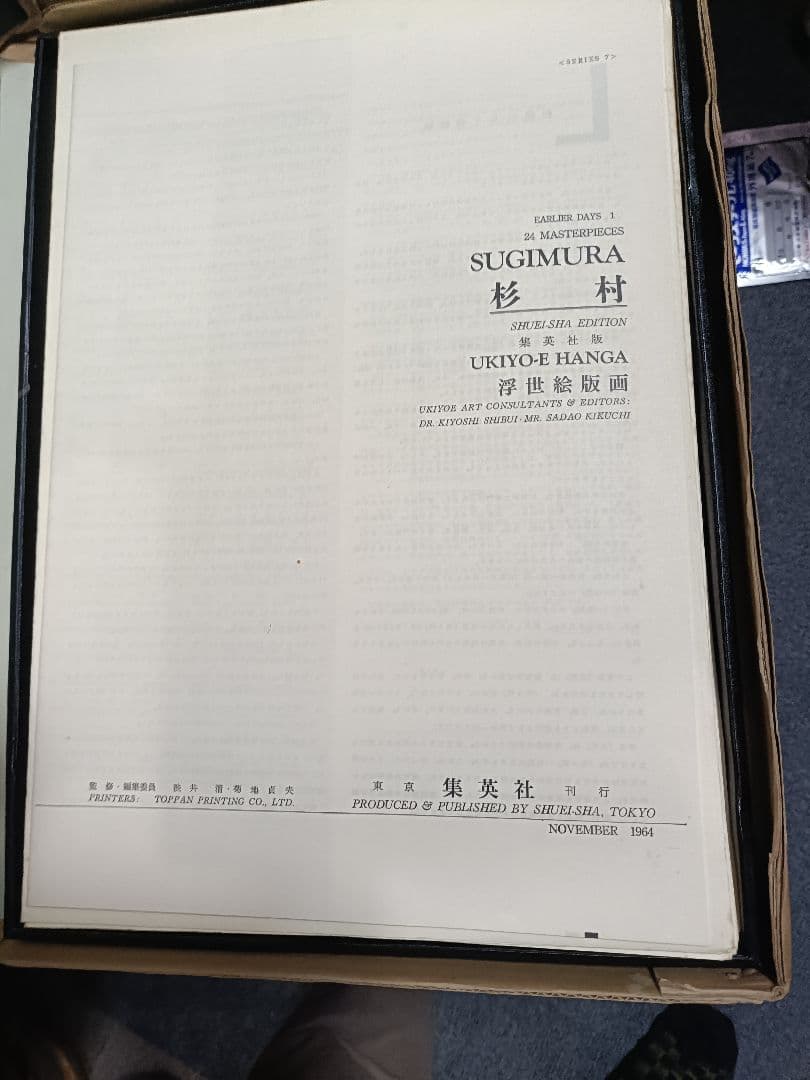 <SERIES 7>
EARLIER DAYS 1
24 MASTERPIECES
SUGIMURA
杉 村
SHUEI-SHA EDITION
集英社版
UKIYO-E HANGA
浮世絵版画
UKIYOE ART CONSULTANTS & EDITORS:
DR. KIYOSHI SHIBUI · MR. SADAO KIKUCHI
監修・編集委員 渋井 清・菊地貞夫
PRINTERS: TOPPAN PRINTING CO., LTD.
東京 集英社 刊行
PRODUCED & PUBLISHED BY SHUEI-SHA, TOKYO
NOVEMBER 1964